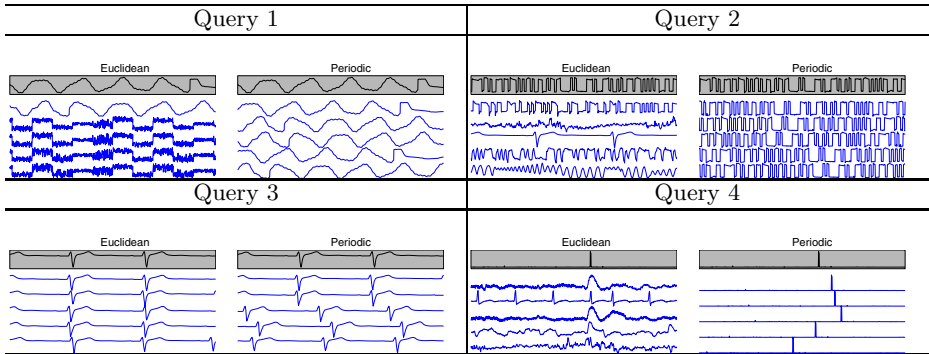 Query 1
Query 2
Euclidean
Periodic
Euclidean
Periodic
Query 3
Query 4
Euclidean
Periodic
Euclidean
Periodic